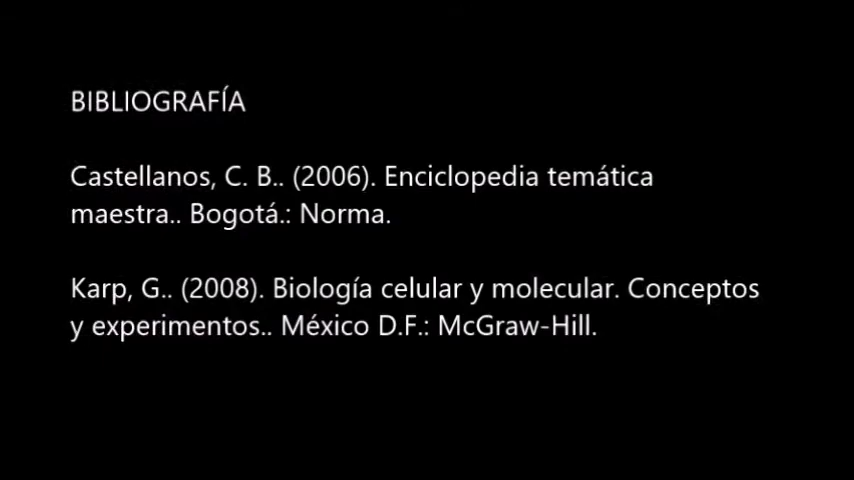 BIBLIOGRAFÍA
Castellanos, C. B.. (2006). Enciclopedia temática
maestra.. Bogotá.: Norma.
Karp, G.. (2008). Biología celular y molecular. Conceptos
y experimentos.. México D.F.: McGraw-Hill.